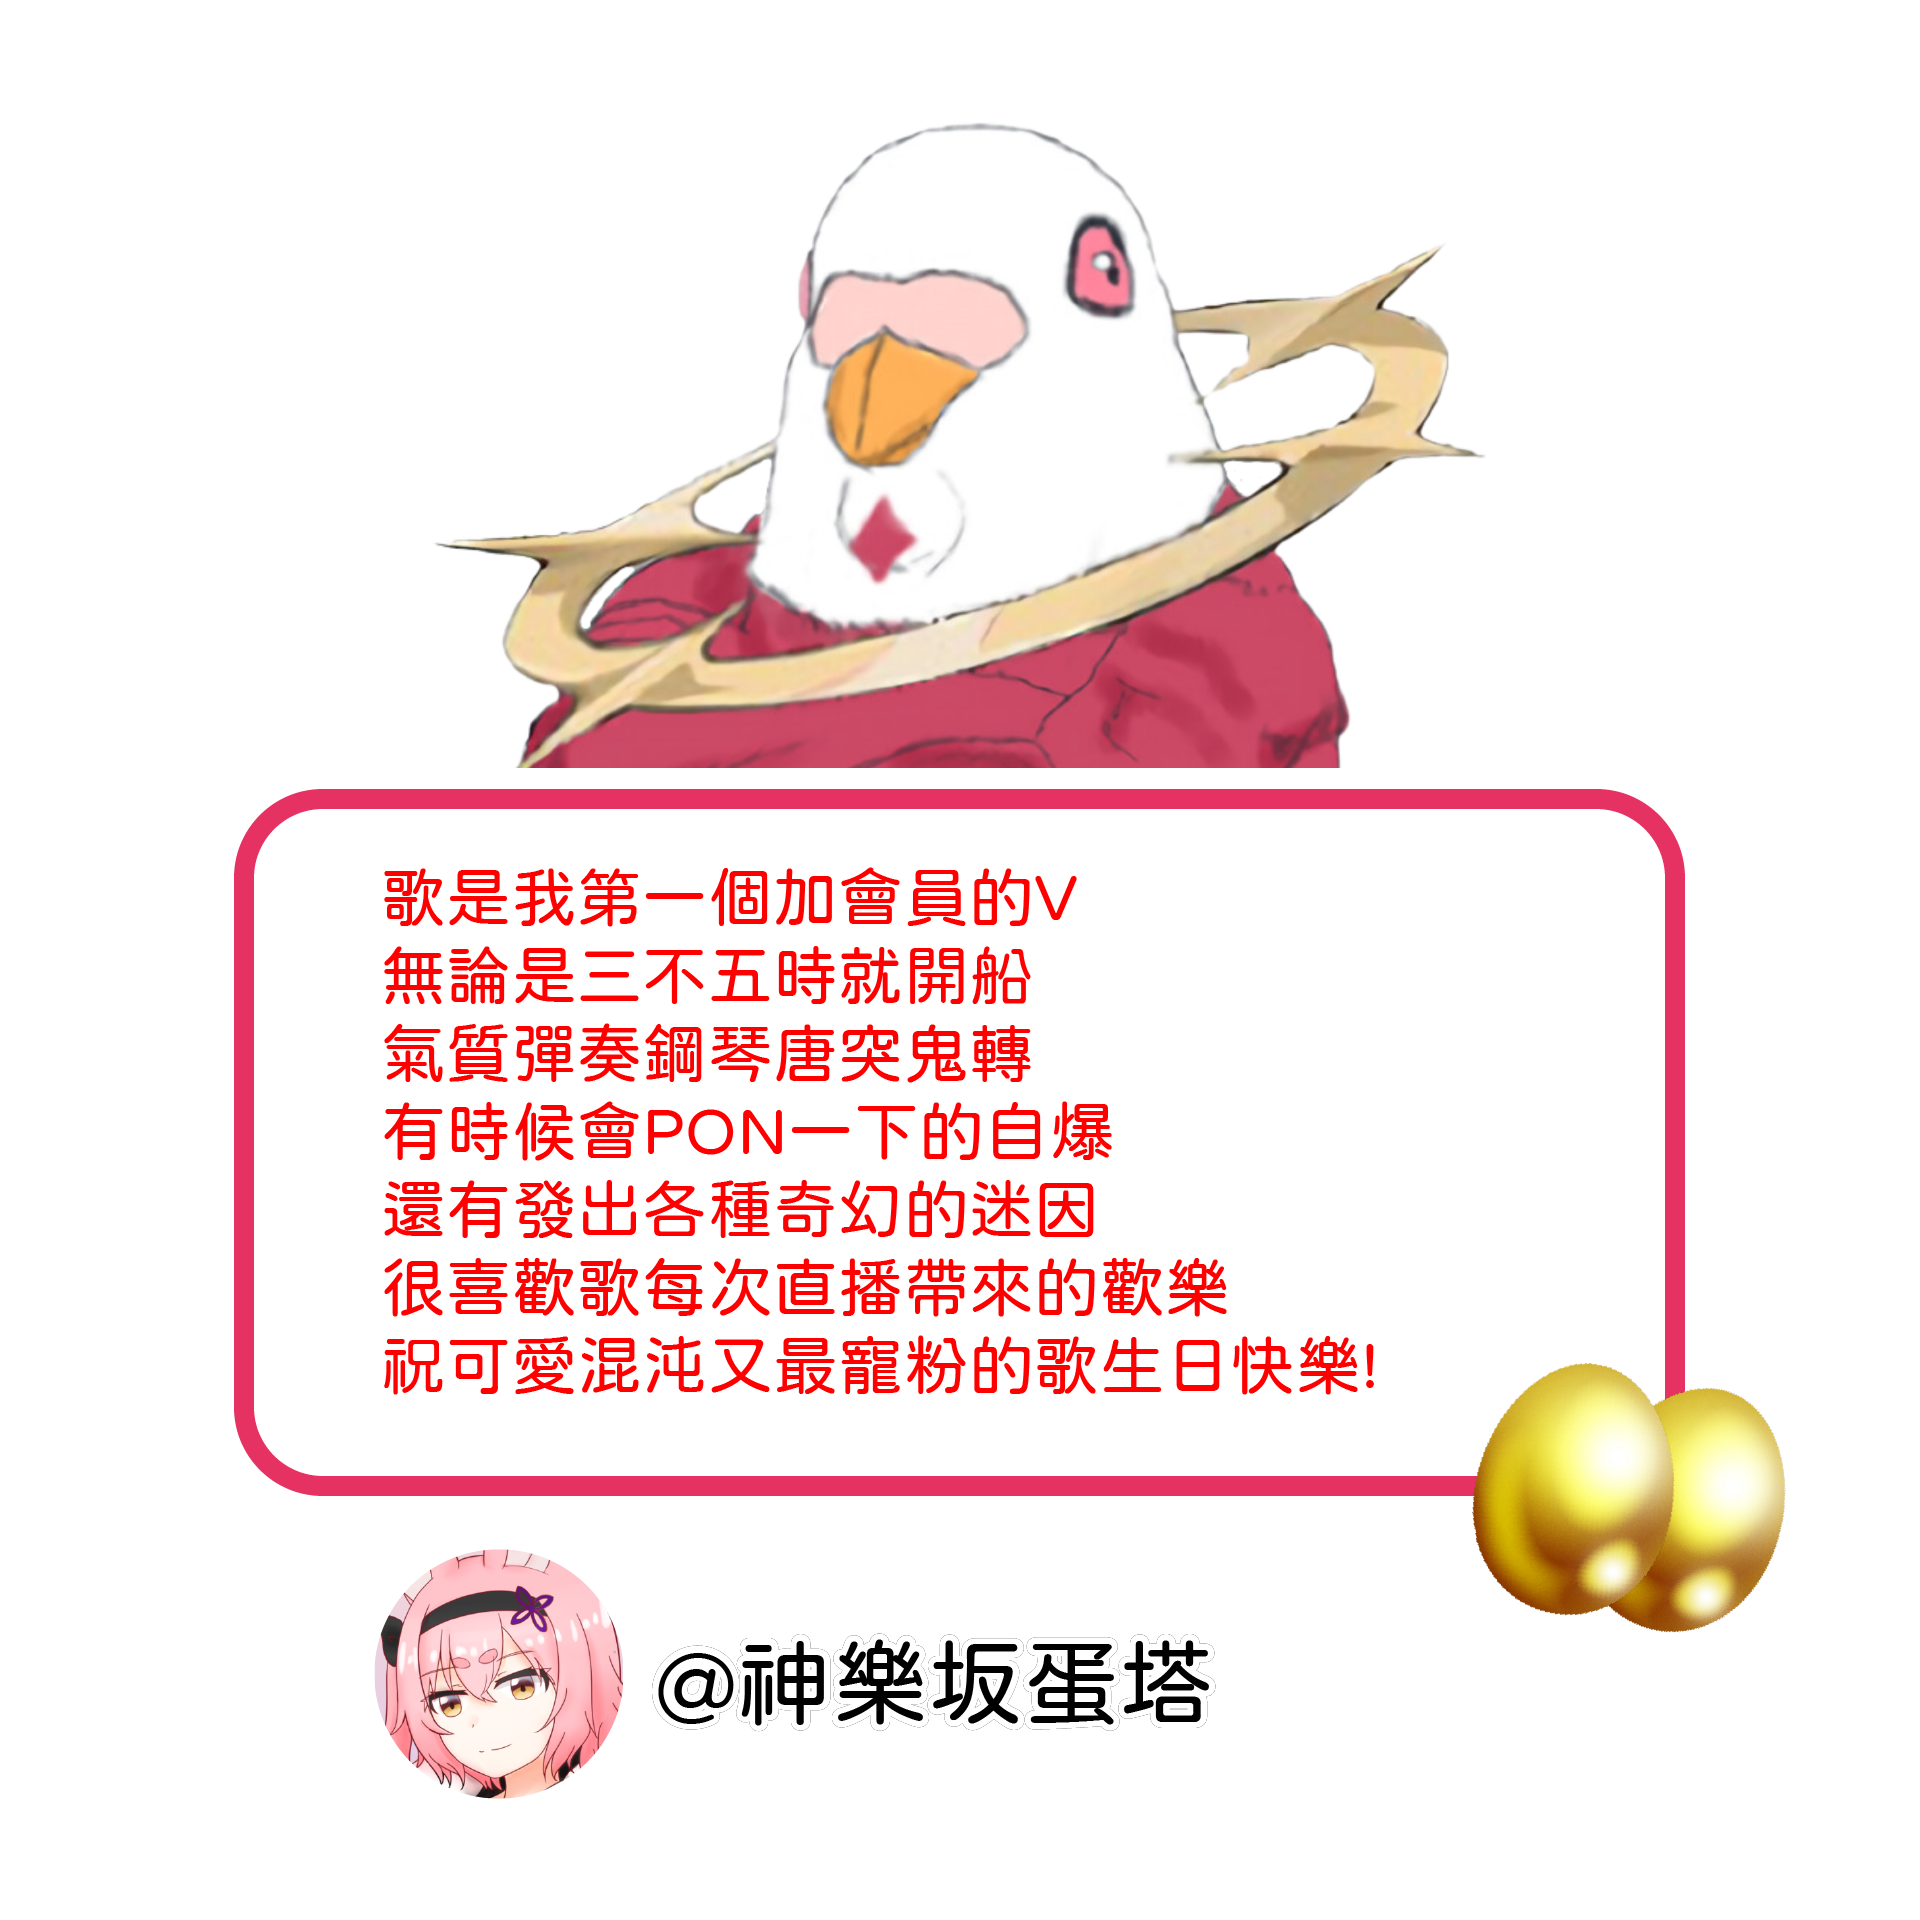 歌是我第一個加會員的V
無論是三不五時就開船
氣質彈奏鋼琴唐突鬼轉
有時候會PON一下的自爆
還有發出各種奇幻的迷因
很喜歡歌每次直播帶來的歡樂
祝可愛混沌又最寵粉的歌生日快樂!
@神樂坂蛋塔